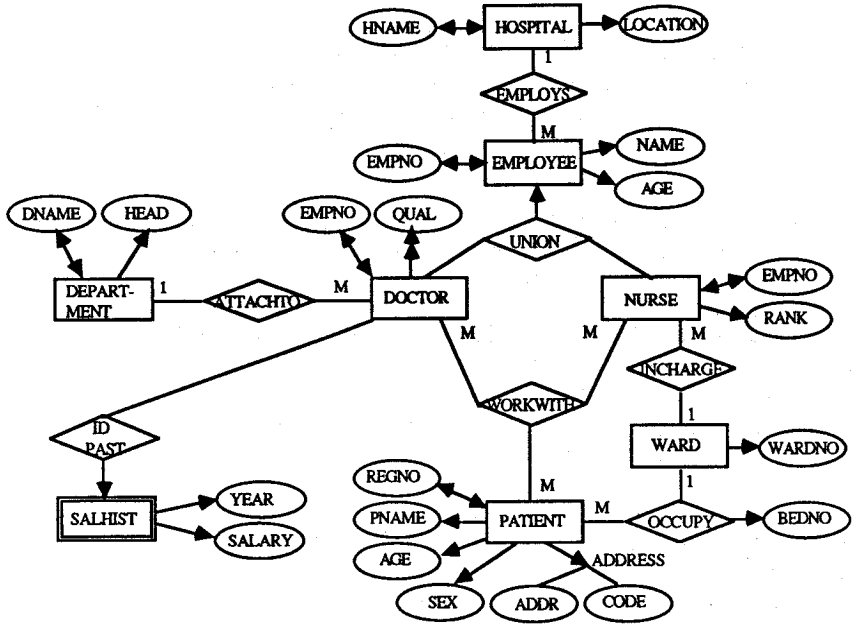 HNAME
HOSPITAL
LOCATION
1
EMPLOYS
M
EMPNO
EMPLOYEE
NAME
AGE
DNAME
HEAD
EMPNO
QUAL
UNION
DEPART-
MENT
1
ATTACHTO
M
DOCTOR
NURSE
EMPNO
RANK
M
M
M
INCHARGE
WORKWITH
ID
PAST
1
WARD
WARDNO
1
REGNO
M
SALHIST
YEAR
SALARY
PNAME
PATIENT
M
OCCUPY
BEDNO
AGE
ADDRESS
SEX
ADDR
CODE